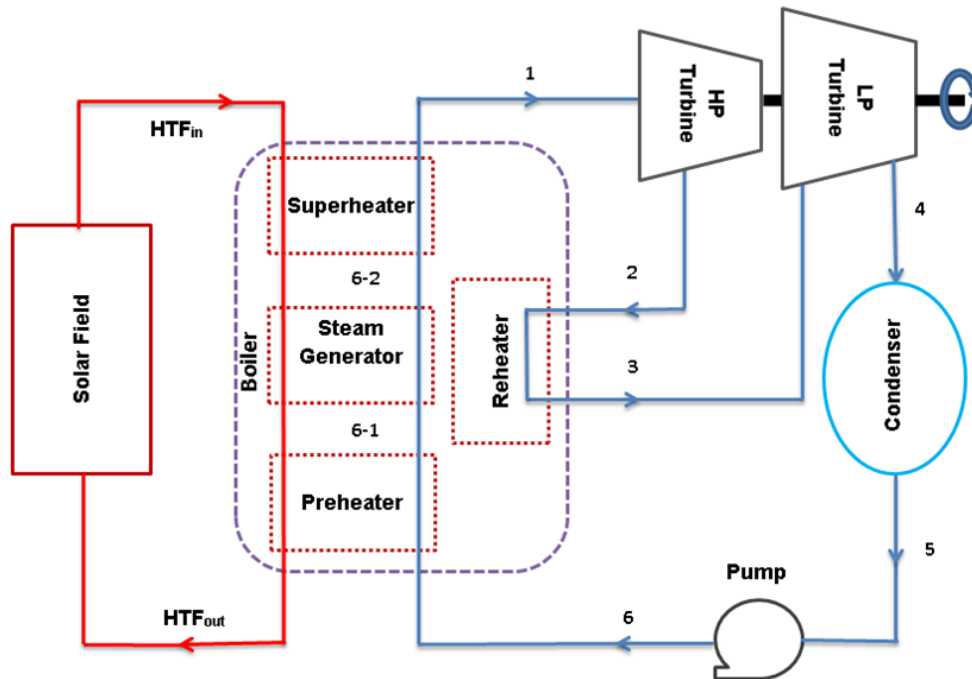 1
HP
Turbine
LP
Turbine
HTFin
Superheater
4
6-2
2
Solar Field
Boiler
Steam
Generator
Reheater
3
Condenser
6-1
Preheater
5
Pump
HTFout
6